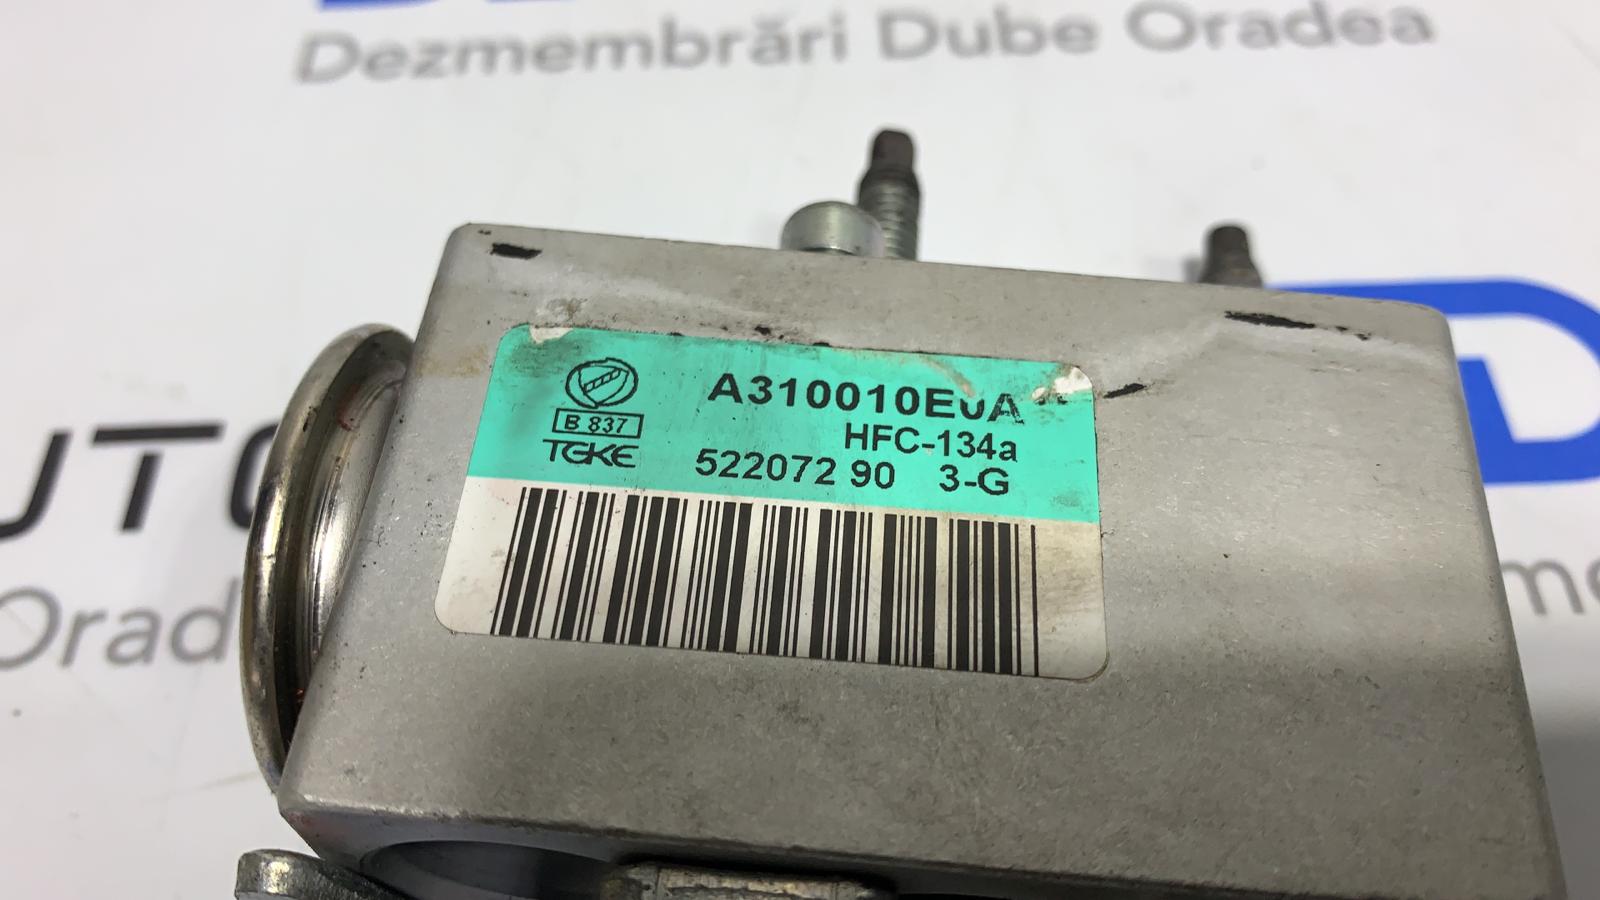 Dezmembrări Dube Oradea
A310010E0A
B 837
HFC-134a
TGKE
522072 90 3-G
UTO
Orad
me